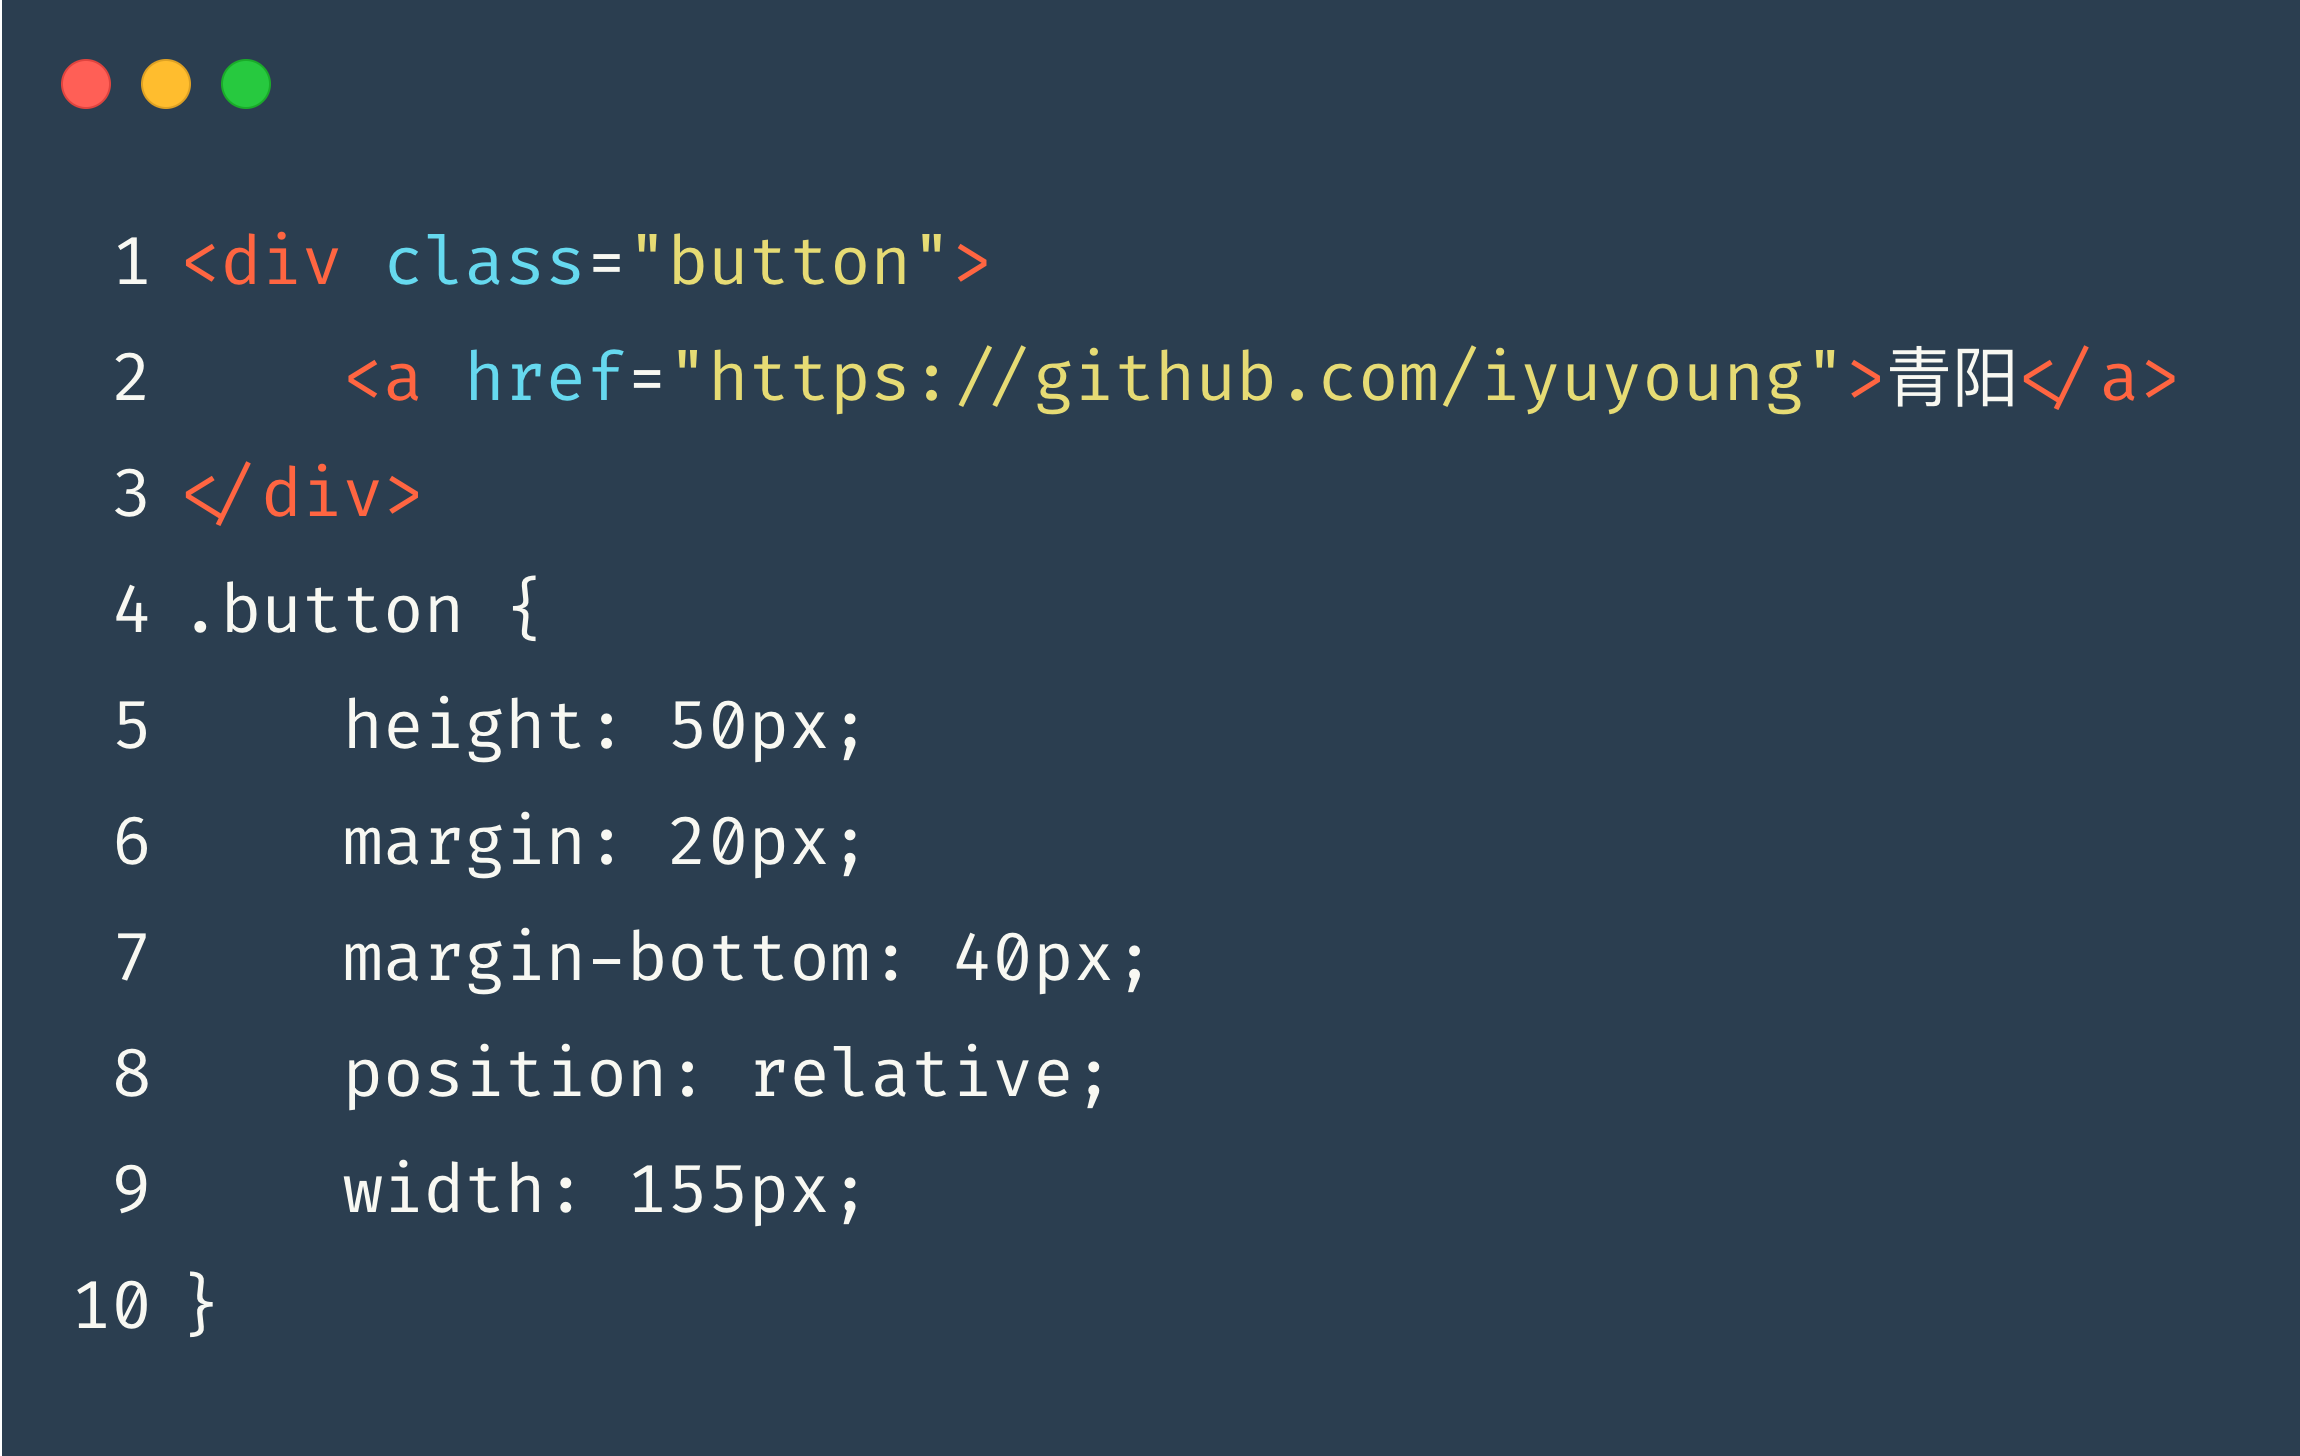 1 <div class="button">
2     <a href="https://github.com/iyuyoung">青阳</a>
3 </div>
4 .button {
5     height: 50px;
6     margin: 20px;
7     margin-bottom: 40px;
8     position: relative;
9     width: 155px;
10 }